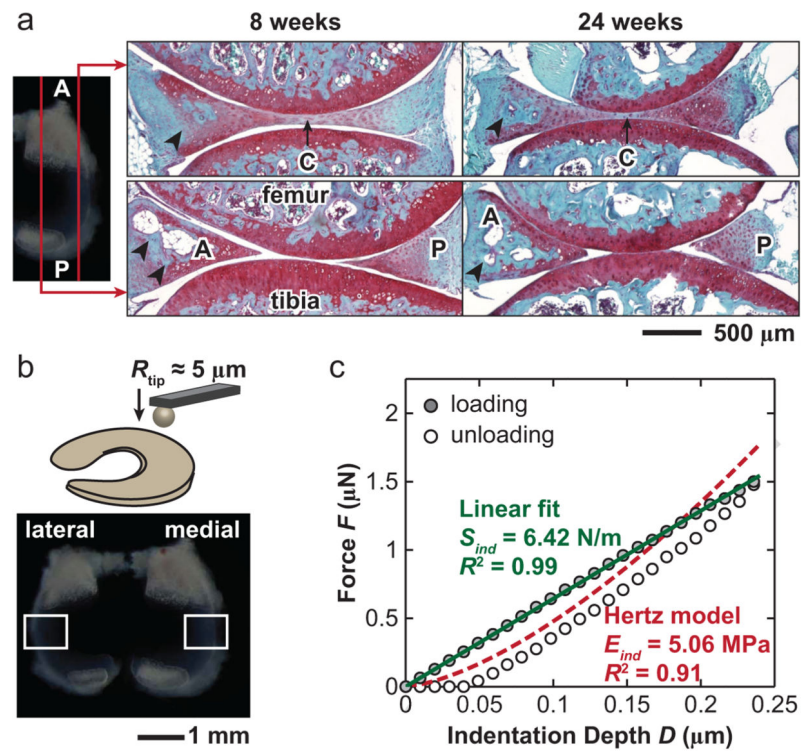 a
8 weeks
24 weeks
A
P
C
C
femur
A
P
tibia
A
P
500 μm
b
R_tip ≈ 5 μm
lateral
medial
1 mm
c
loading
unloading
Linear fit
S_ind = 6.42 N/m
R² = 0.99
Hertz model
E_ind = 5.06 MPa
R² = 0.91
Force F (μN)
2
1.5
1
0.5
0
0
0.05
0.1
0.15
0.2
0.25
Indentation Depth D (μm)